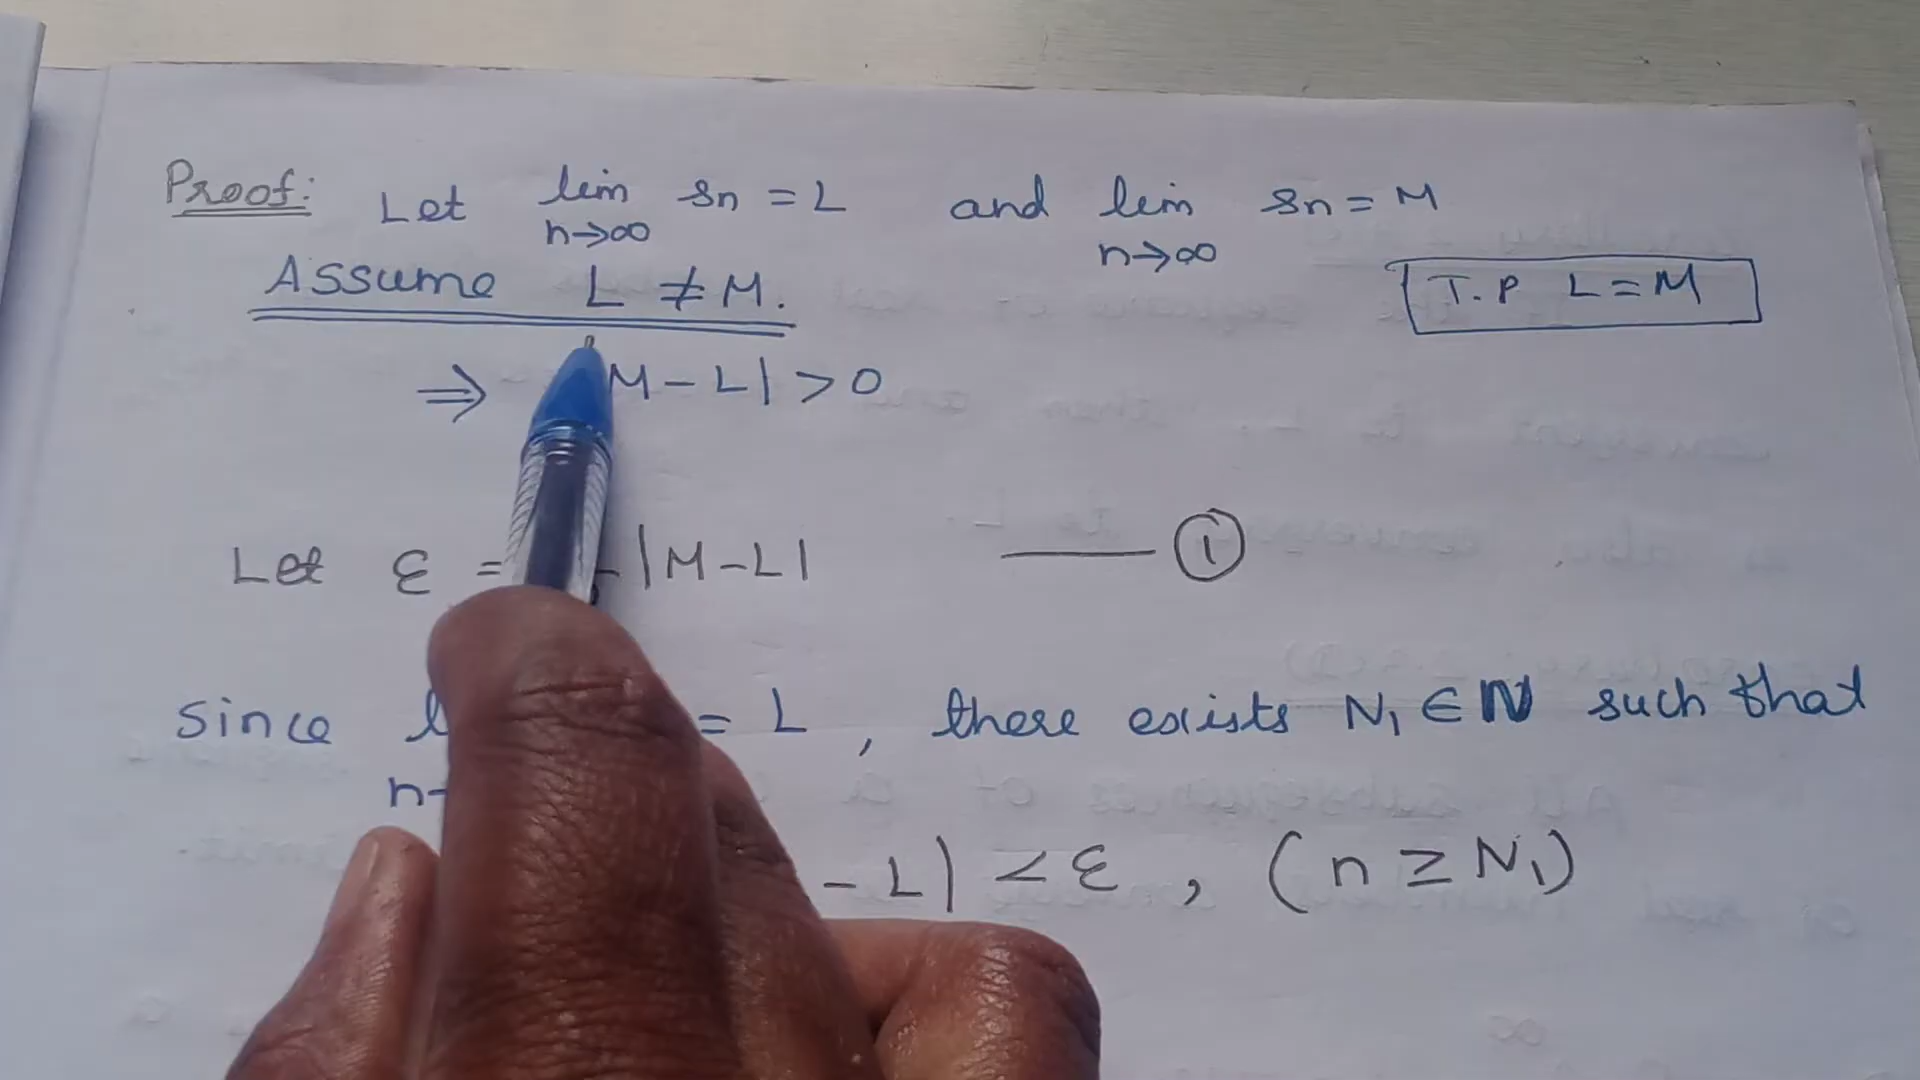 Proof: Let lim sn = L and lim sn = M
n→∞ n→∞
Assume L ≠ M.
T.P L = M
⇒ M - L| > 0
Let ε = |M - L| ——— ①
Since = L, there exists N₁ ∈ ℕ such that
n
- L| < ε, (n ≥ N₁)